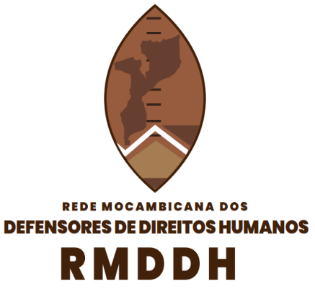 REDE MOCAMBICANA DOS
DEFENSORES DE DIREITOS HUMANOS
RMDDH